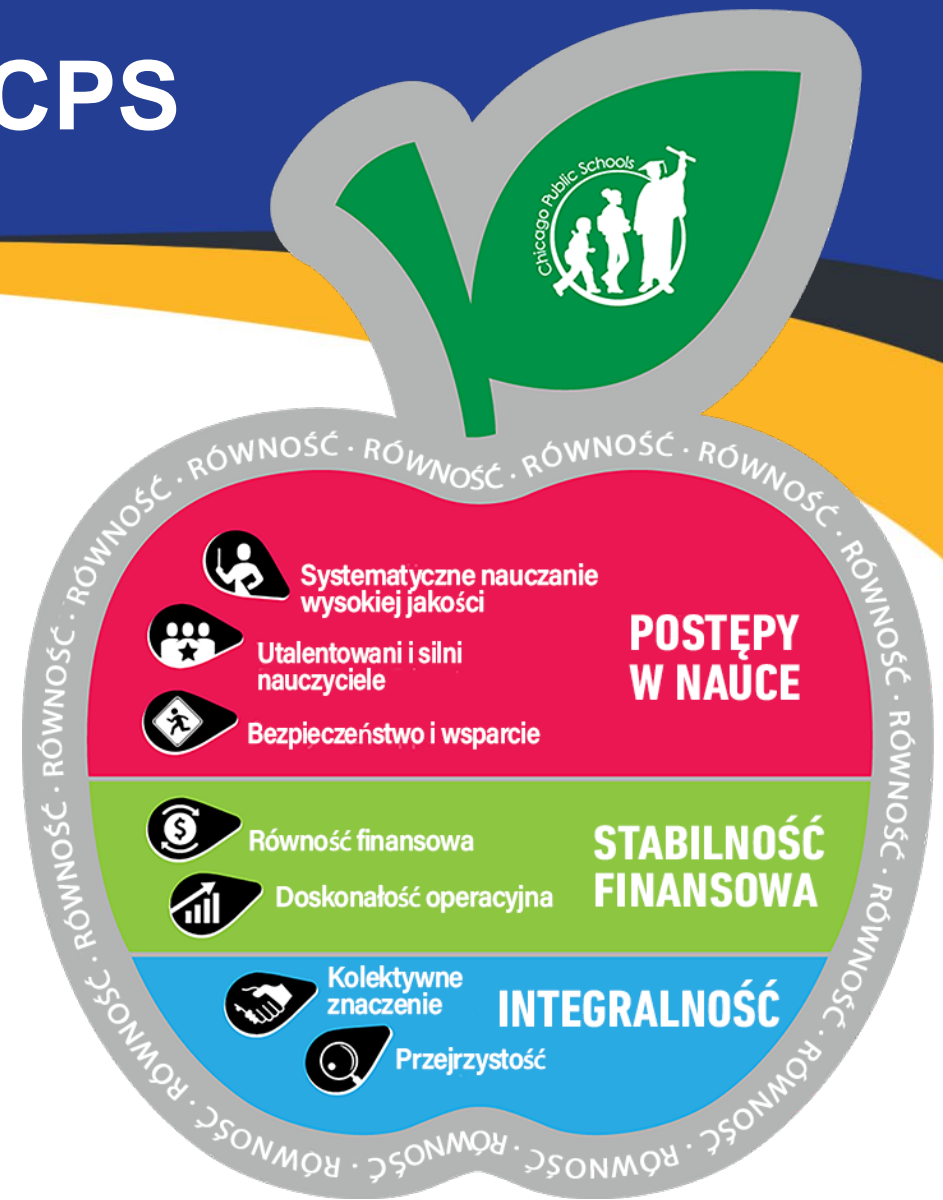 CPS
Chicago Public Schools
RÓWNOŚĆ · RÓWNOŚĆ · RÓWNOŚĆ · RÓWNOŚĆ · RÓWNOŚĆ · RÓWNOŚĆ · RÓWNOŚĆ · RÓWNOŚĆ · RÓWNOŚĆ · RÓWNOŚĆ · RÓWNOŚĆ · RÓWNOŚĆ · RÓWNOŚĆ · RÓWNOŚĆ · RÓWNOŚĆ ·
Systematyczne nauczanie
wysokiej jakości
Utalentowani i silni
nauczyciele
Bezpieczeństwo i wsparcie
POSTĘPY
W NAUCE
Równość finansowa
Doskonałość operacyjna
STABILNOŚĆ
FINANSOWA
Kolektywne
znaczenie
Przejrzystość
INTEGRALNOŚĆ